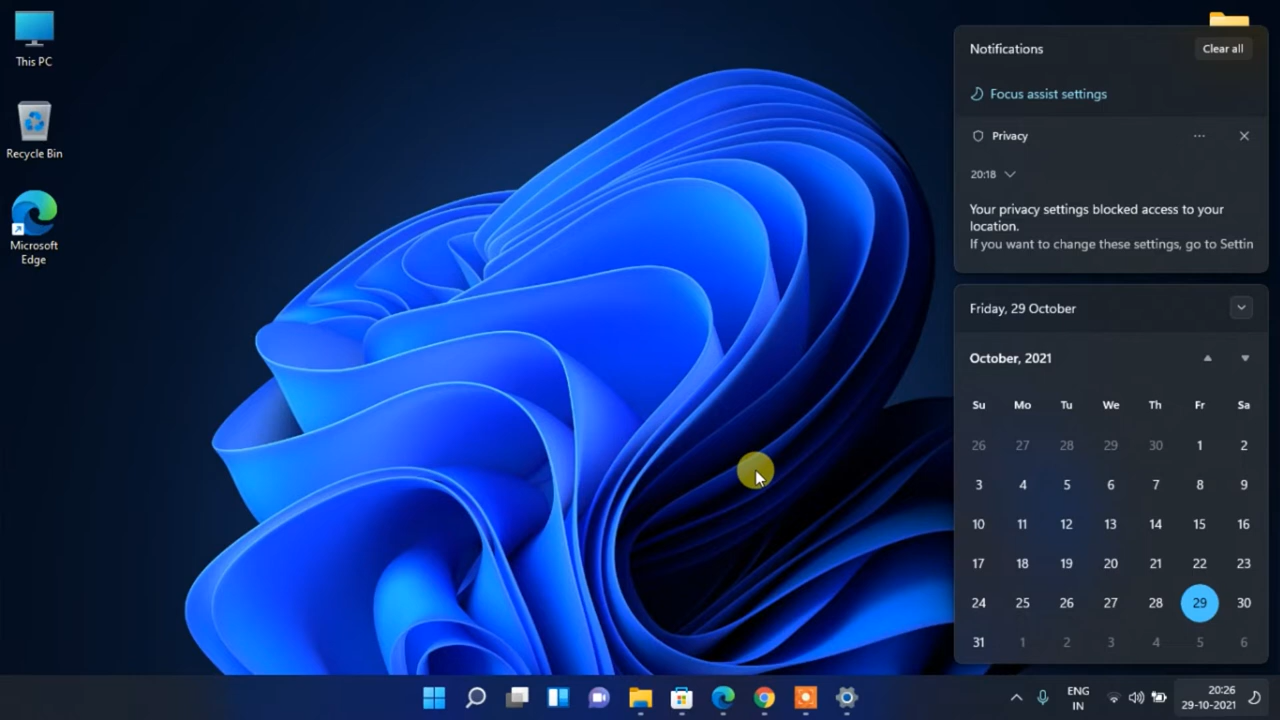 This PC
Recycle Bin
Microsoft
Edge
Notifications
Clear all
Focus assist settings
Privacy
20:18
Your privacy settings blocked access to your
location.
If you want to change these settings, go to Settin
Friday, 29 October
October, 2021
Su Mo Tu We Th Fr Sa
26 27 28 29 30 1 2
3 4 5 6 7 8 9
10 11 12 13 14 15 16
17 18 19 20 21 22 23
24 25 26 27 28 29 30
31 1 2 3 4 5 6
ENG
IN
20:26
29-10-2021